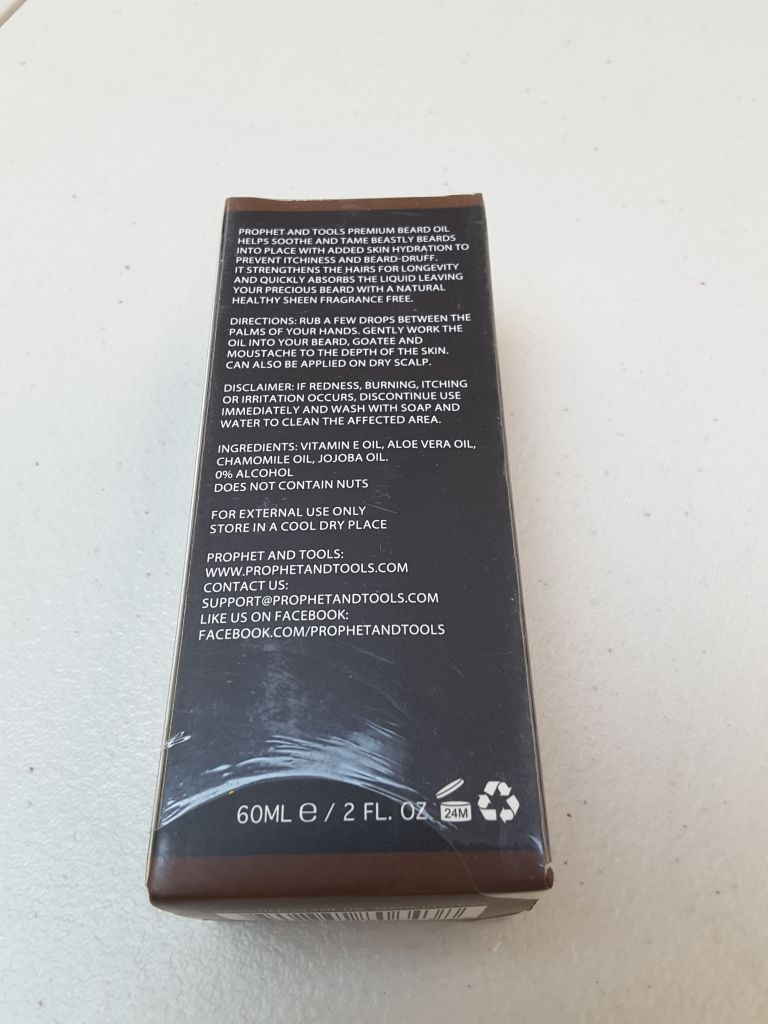 PROPHET AND TOOLS PREMIUM BEARD OIL
HELPS SOOTHE AND TAME BEASTLY BEARDS
INTO PLACE WITH ADDED SKIN HYDRATION TO
PREVENT ITCHINESS AND BEARD-DRUFF.
IT STRENGTHENS THE HAIRS FOR LONGEVITY
AND QUICKLY ABSORBS THE LIQUID LEAVING
YOUR PRECIOUS BEARD WITH A NATURAL
HEALTHY SHEEN FRAGRANCE FREE.
DIRECTIONS: RUB A FEW DROPS BETWEEN THE
PALMS OF YOUR HANDS. GENTLY WORK THE
OIL INTO YOUR BEARD, GOATEE AND
MOUSTACHE TO THE DEPTH OF THE SKIN.
CAN ALSO BE APPLIED ON DRY SCALP.
DISCLAIMER: IF REDNESS, BURNING, ITCHING
OR IRRITATION OCCURS, DISCONTINUE USE
IMMEDIATELY AND WASH WITH SOAP AND
WATER TO CLEAN THE AFFECTED AREA.
INGREDIENTS: VITAMIN E OIL, ALOE VERA OIL,
CHAMOMILE OIL, JOJOBA OIL.
0% ALCOHOL
DOES NOT CONTAIN NUTS
FOR EXTERNAL USE ONLY
STORE IN A COOL DRY PLACE
PROPHET AND TOOLS:
WWW.PROPHETANDTOOLS.COM
CONTACT US:
SUPPORT@PROPHETANDTOOLS.COM
LIKE US ON FACEBOOK:
FACEBOOK.COM/PROPHETANDTOOLS
60ML ℮ / 2 FL. OZ 24M